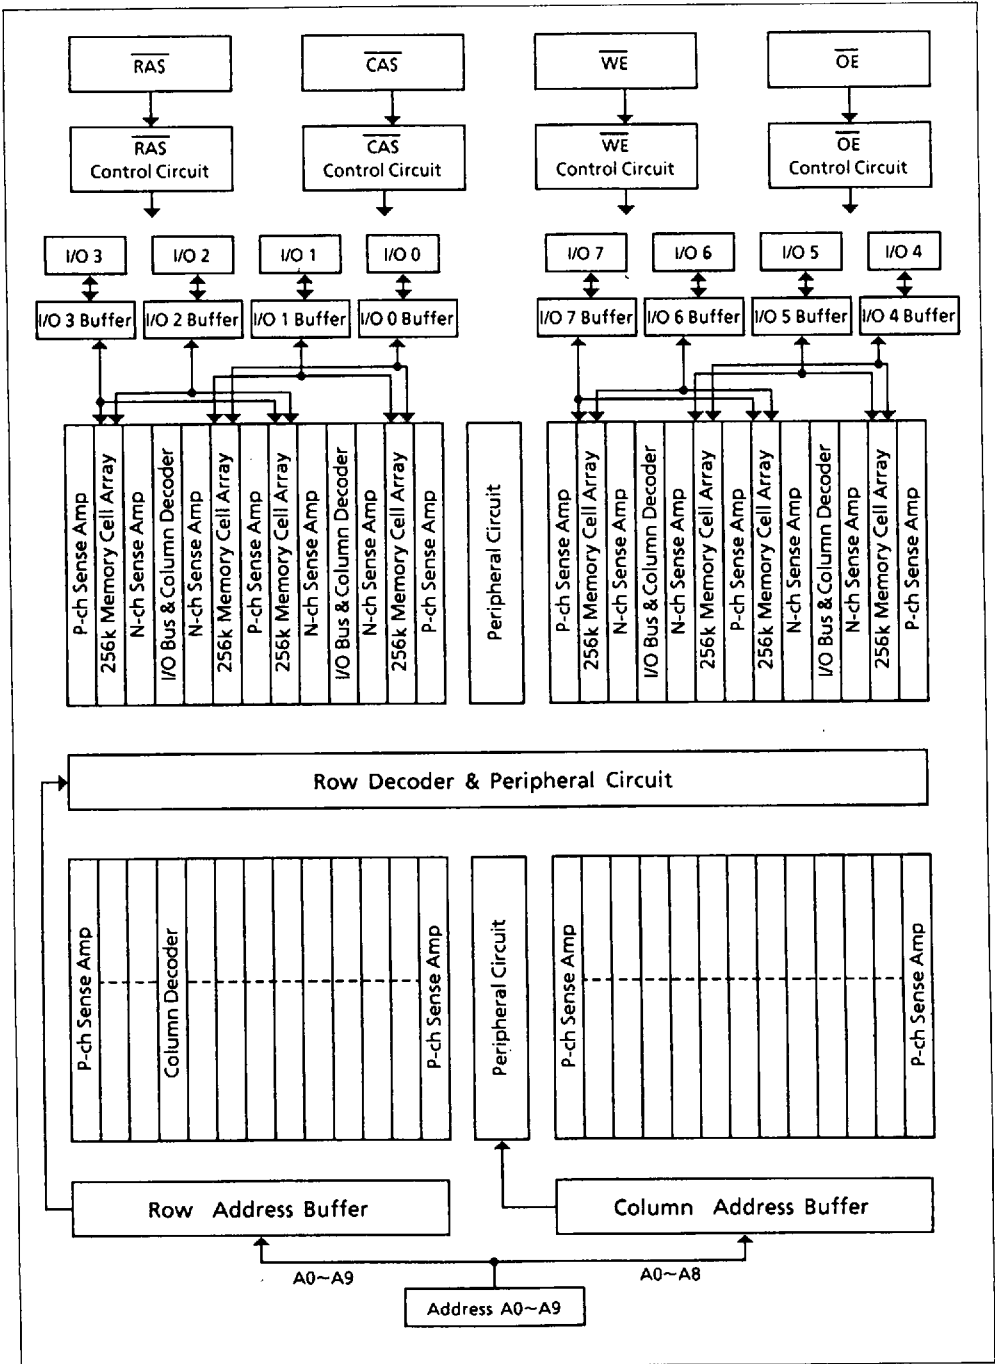 RAS CAS WE OE
RAS Control Circuit
CAS Control Circuit
WE Control Circuit
OE Control Circuit
I/O 3 I/O 2 I/O 1 I/O 0 I/O 7 I/O 6 I/O 5 I/O 4
I/O 3 Buffer I/O 2 Buffer I/O 1 Buffer I/O 0 Buffer I/O 7 Buffer I/O 6 Buffer I/O 5 Buffer I/O 4 Buffer
P-ch Sense Amp
256k Memory Cell Array
N-ch Sense Amp
I/O Bus & Column Decoder
N-ch Sense Amp
256k Memory Cell Array
P-ch Sense Amp
256k Memory Cell Array
N-ch Sense Amp
I/O Bus & Column Decoder
N-ch Sense Amp
256k Memory Cell Array
P-ch Sense Amp
Peripheral Circuit
P-ch Sense Amp
256k Memory Cell Array
N-ch Sense Amp
I/O Bus & Column Decoder
N-ch Sense Amp
256k Memory Cell Array
P-ch Sense Amp
256k Memory Cell Array
N-ch Sense Amp
I/O Bus & Column Decoder
N-ch Sense Amp
256k Memory Cell Array
P-ch Sense Amp
Row Decoder & Peripheral Circuit
P-ch Sense Amp
Column Decoder
P-ch Sense Amp
Peripheral Circuit
P-ch Sense Amp
P-ch Sense Amp
Row Address Buffer
Column Address Buffer
A0~A9
A0~A8
Address A0~A9